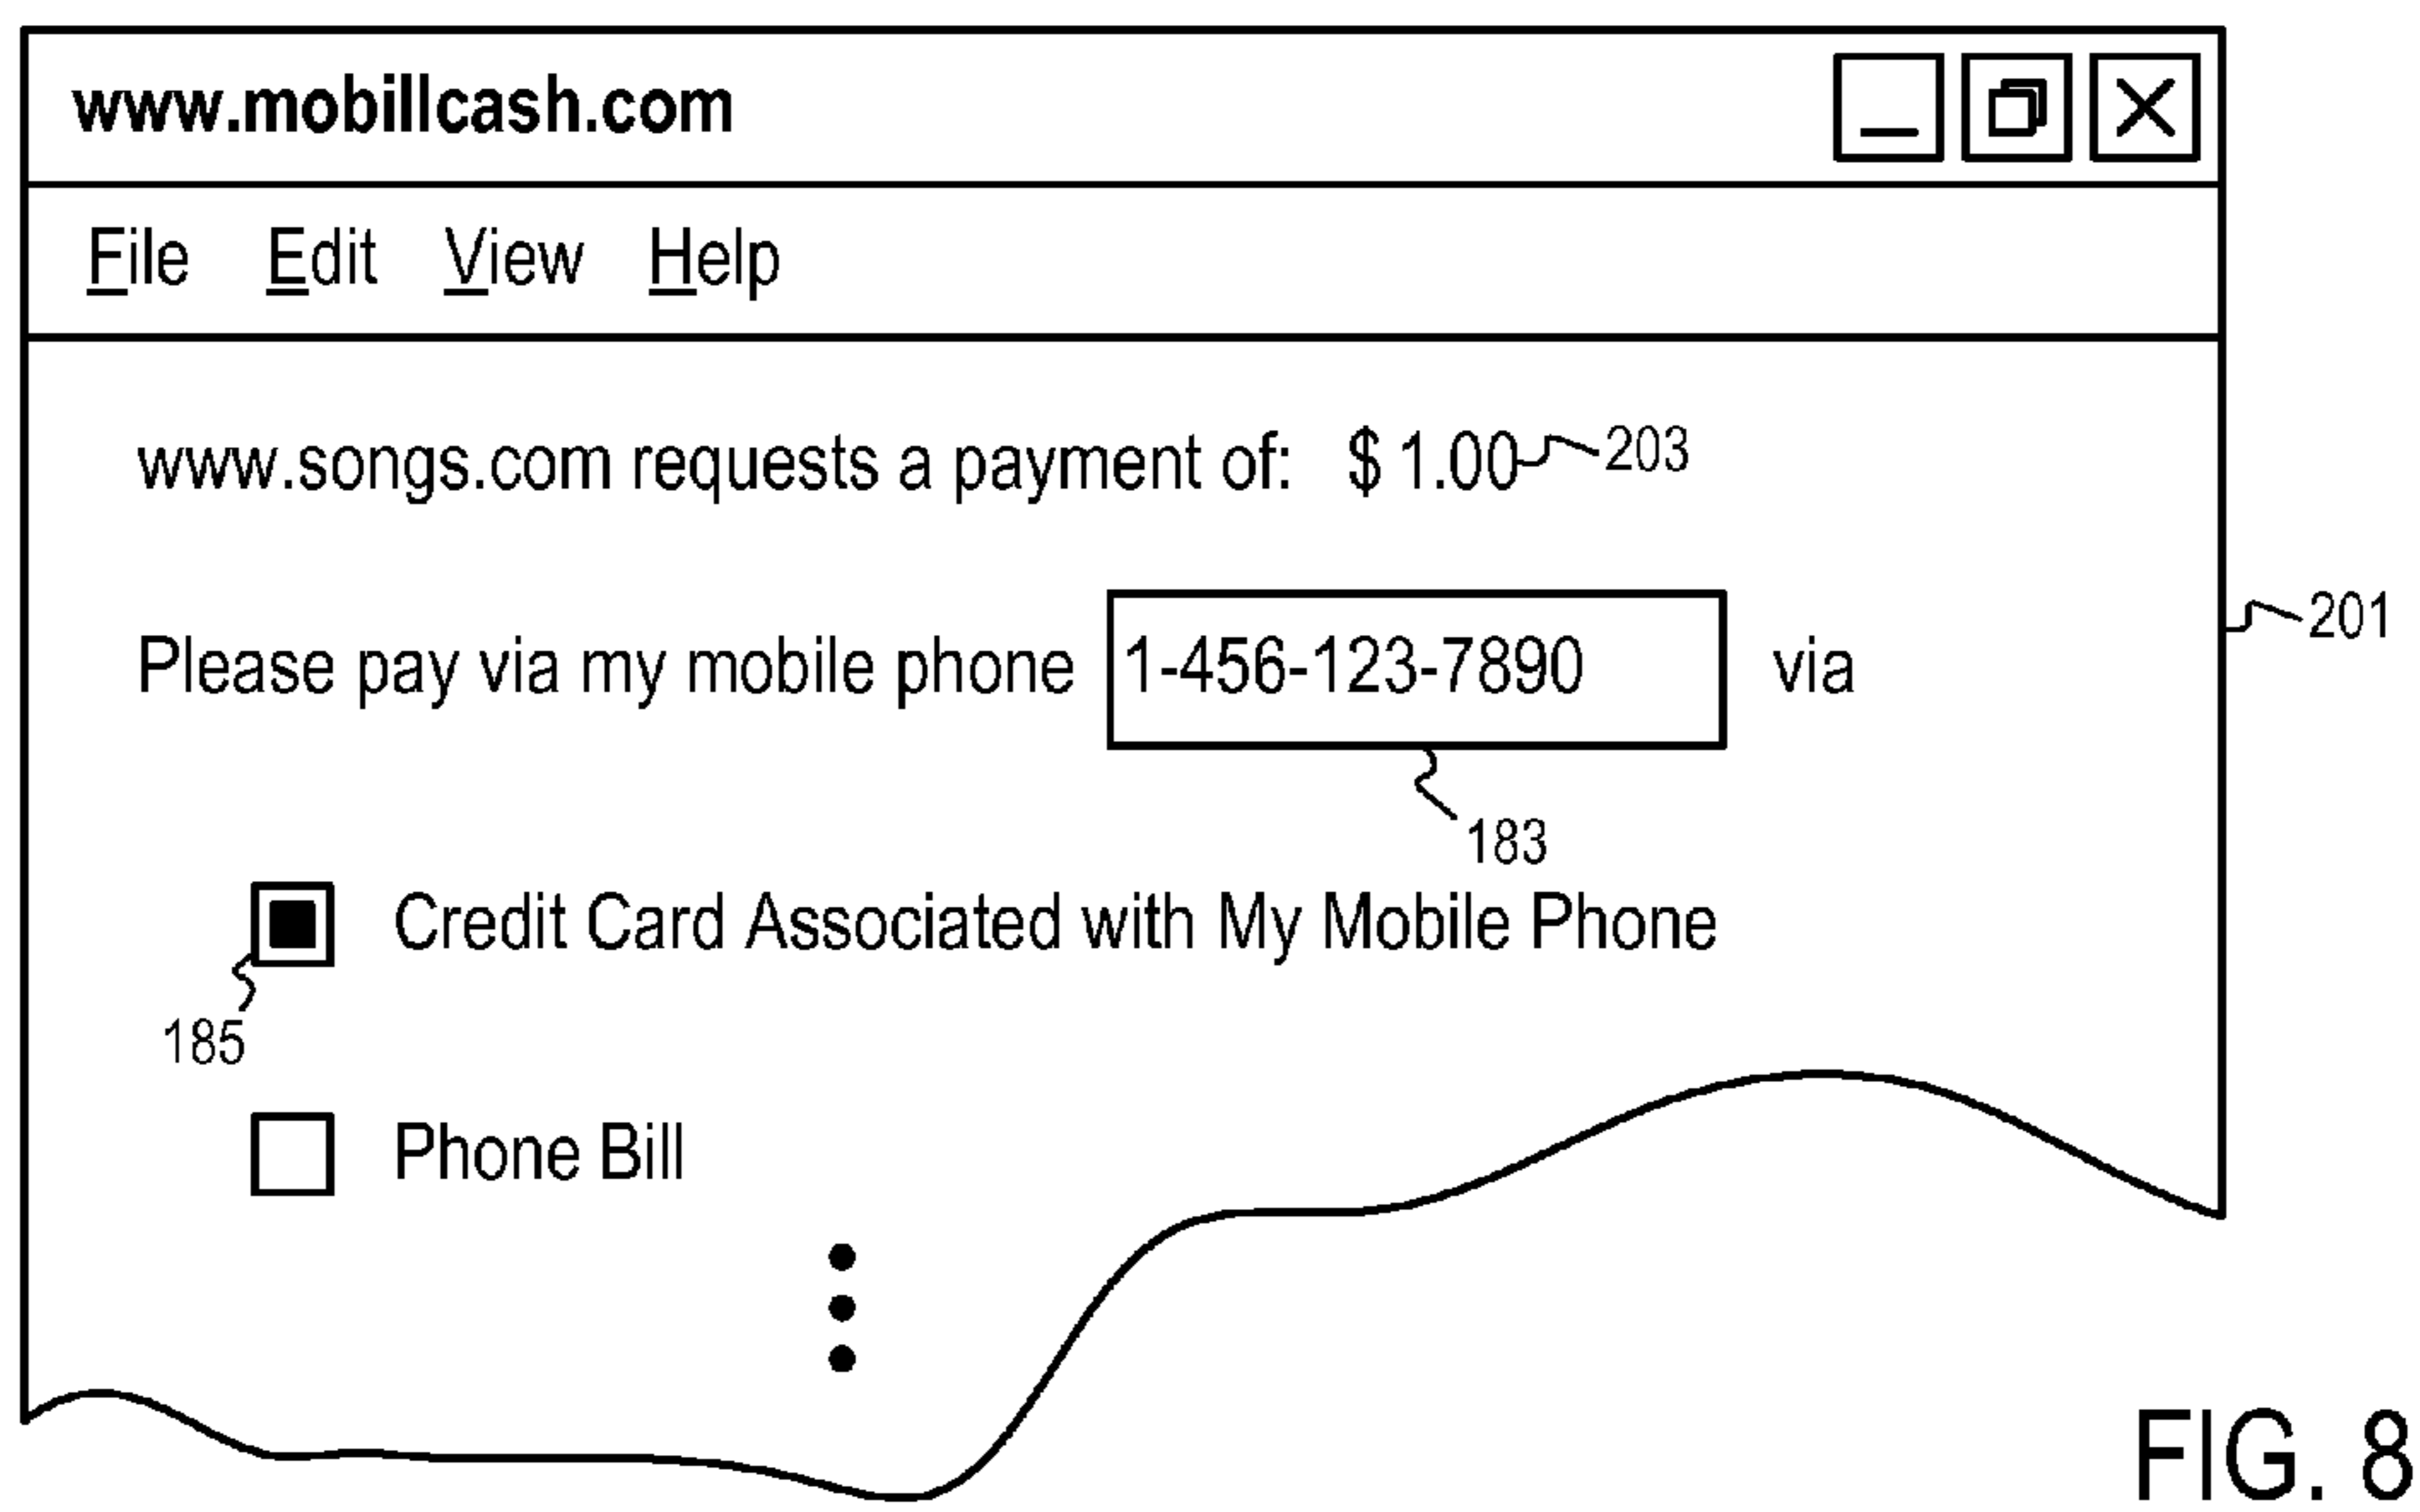 www.mobillcash.com
File Edit View Help
www.songs.com requests a payment of: $ 1.00 203
201
Please pay via my mobile phone 1-456-123-7890 via
183
Credit Card Associated with My Mobile Phone
185
Phone Bill
FIG. 8